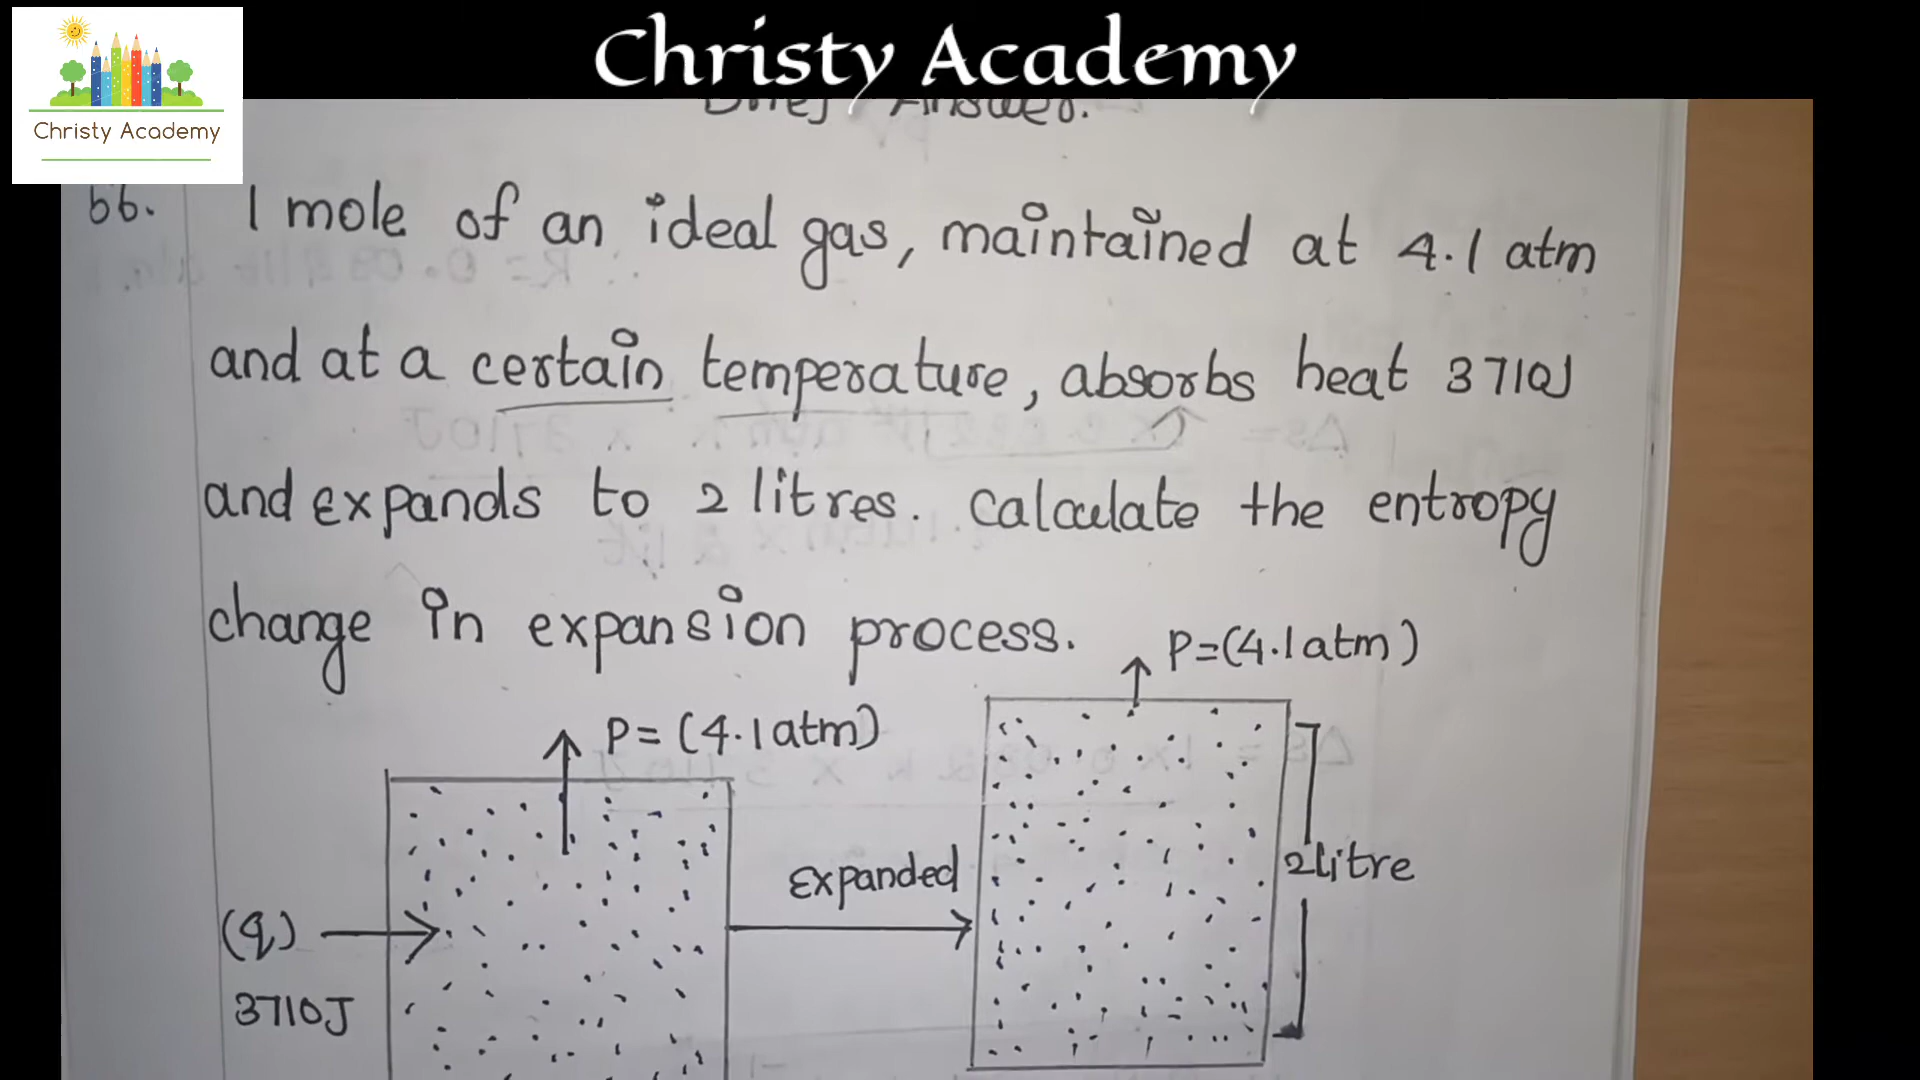 Christy Academy
Christy Academy
Brief Answer.
66. 1 mole of an ideal gas, maintained at 4.1 atm
and at a certain temperature, absorbs heat 3710J
and expands to 2 litres. Calculate the entropy
change in expansion process.
P=(4.1atm)
P=(4.1atm)
expanded
2litre
(q)
3710J